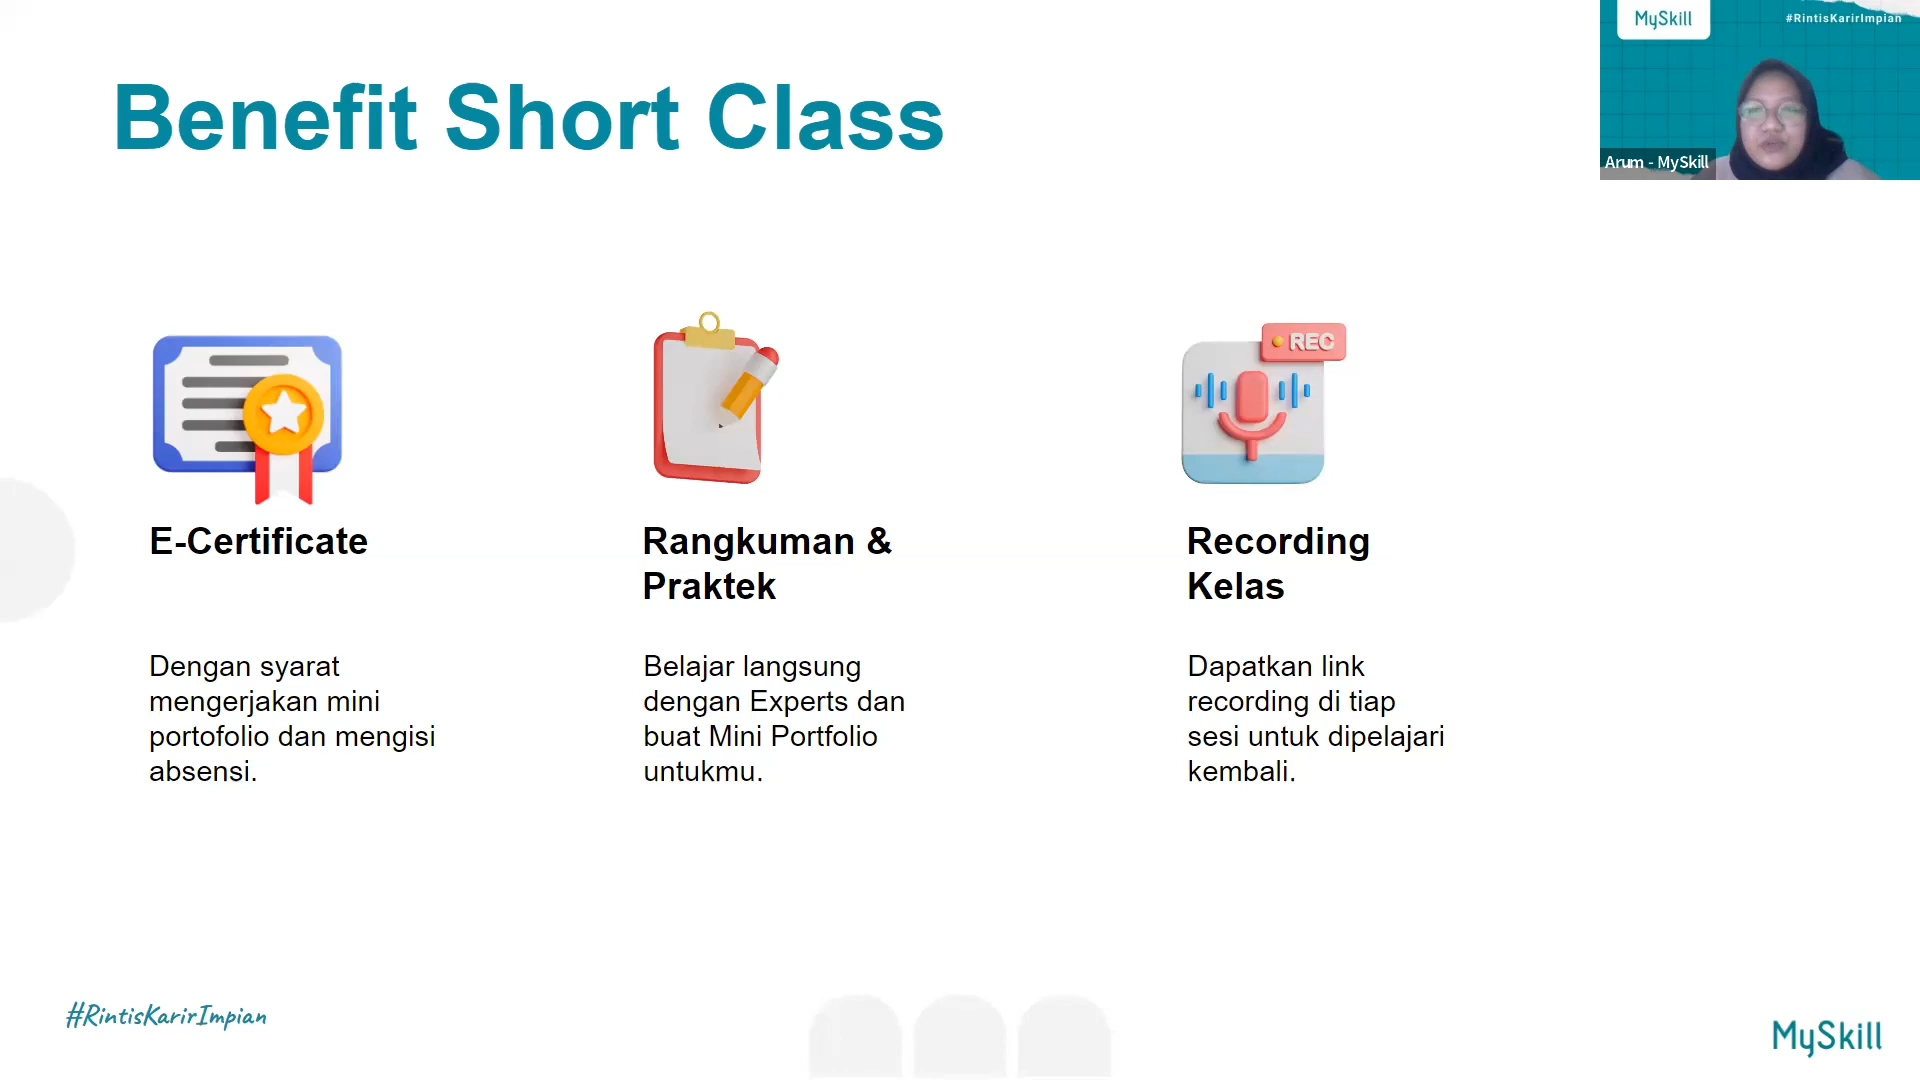 MySkill
#RintisKarirImpian
Benefit Short Class
Arum - MySkill
REC
E-Certificate
Dengan syarat
mengerjakan mini
portofolio dan mengisi
absensi.
Rangkuman &
Praktek
Belajar langsung
dengan Experts dan
buat Mini Portfolio
untukmu.
Recording
Kelas
Dapatkan link
recording di tiap
sesi untuk dipelajari
kembali.
#RintisKarirImpian
MySkill